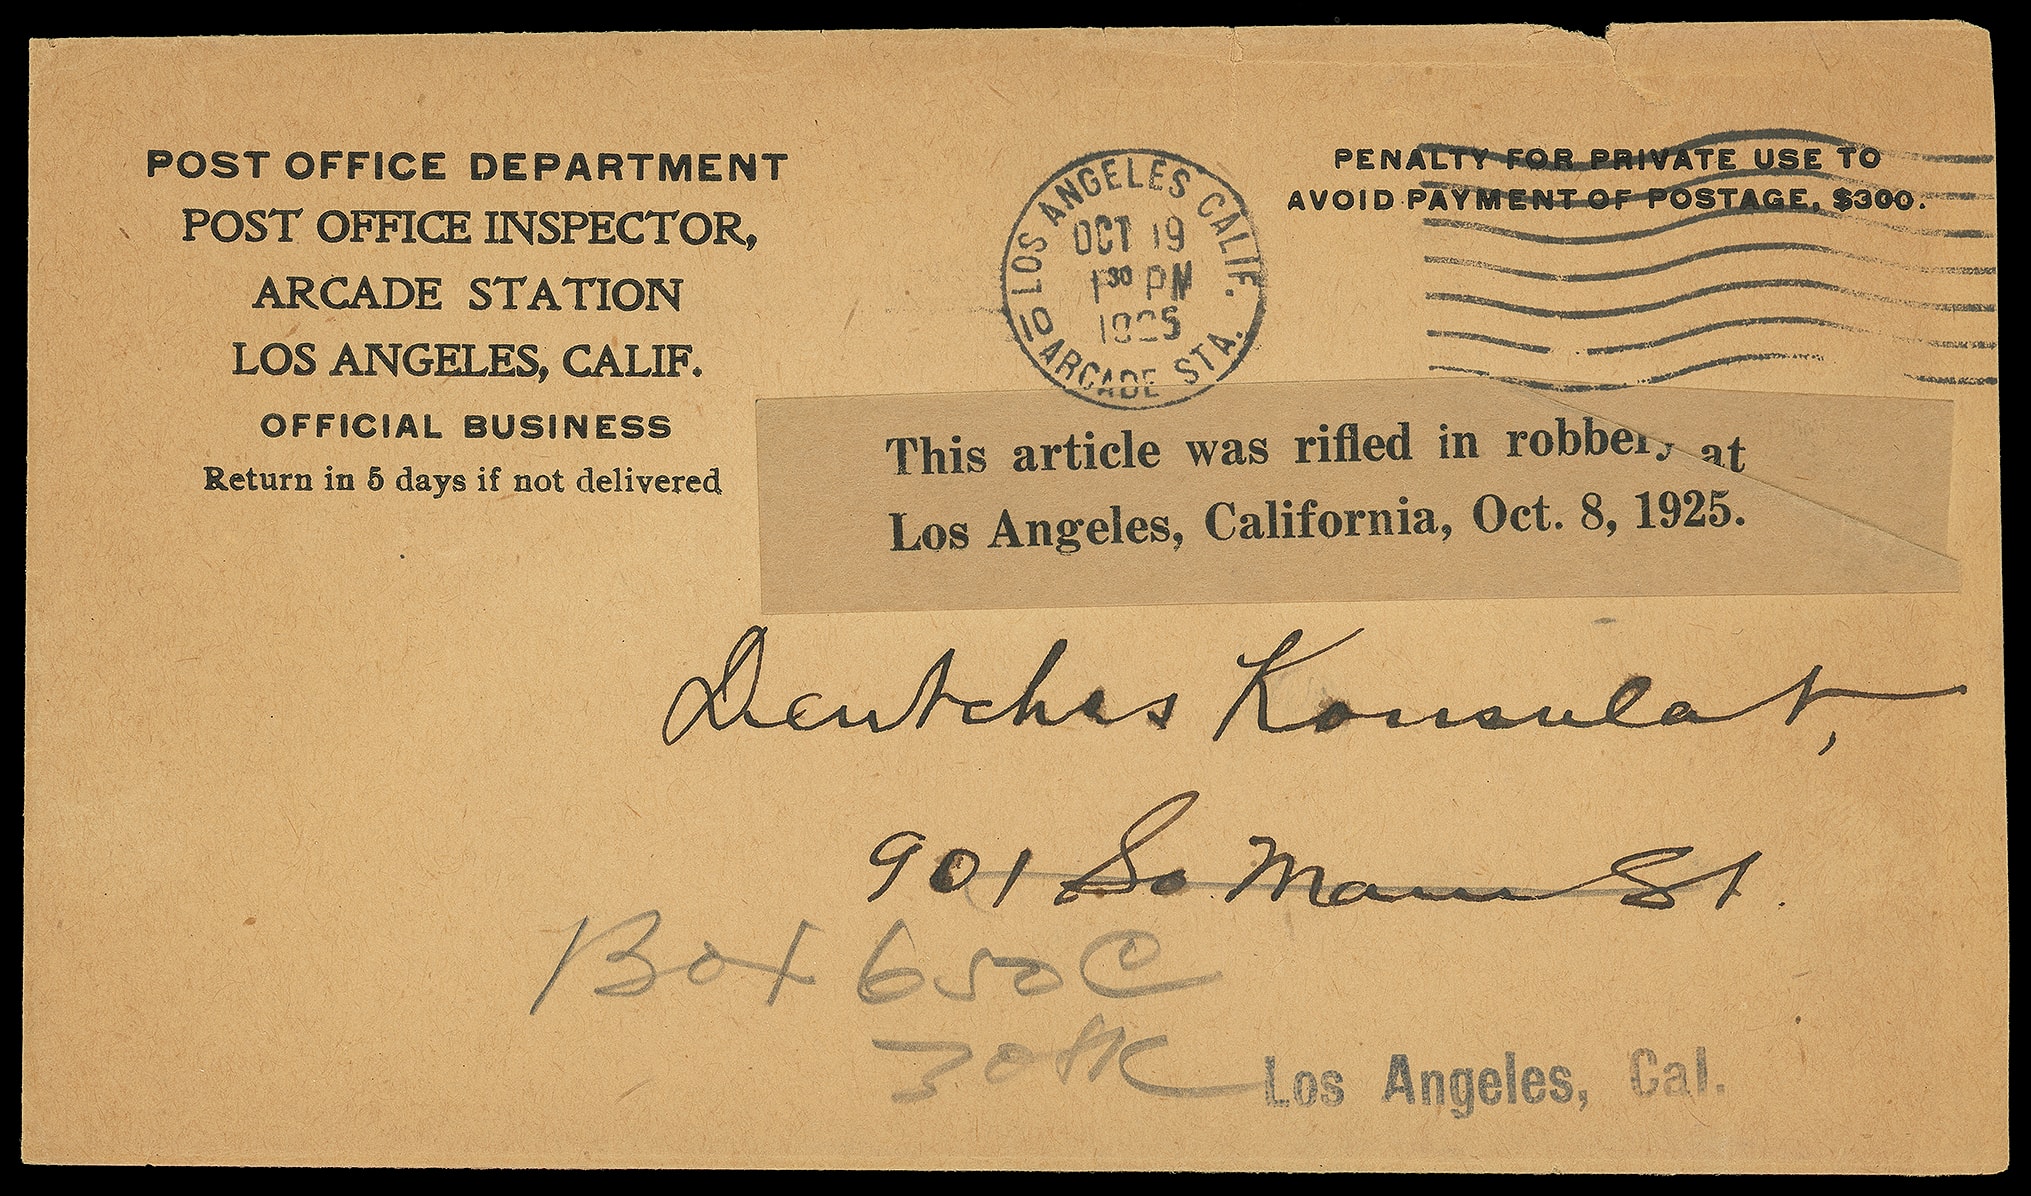 POST OFFICE DEPARTMENT
POST OFFICE INSPECTOR,
ARCADE STATION
LOS ANGELES, CALIF.
OFFICIAL BUSINESS
Return in 5 days if not delivered
LOS ANGELES CALIF.
OCT 19
1 30 PM
1925
10 ARCADE STA.
PENALTY FOR PRIVATE USE TO
AVOID PAYMENT OF POSTAGE, $300.
This article was rifled in robbery at
Los Angeles, California, Oct. 8, 1925.
Deutches Konsulat,
901 So Main St.
Box 650 C
Los Angeles, Cal.